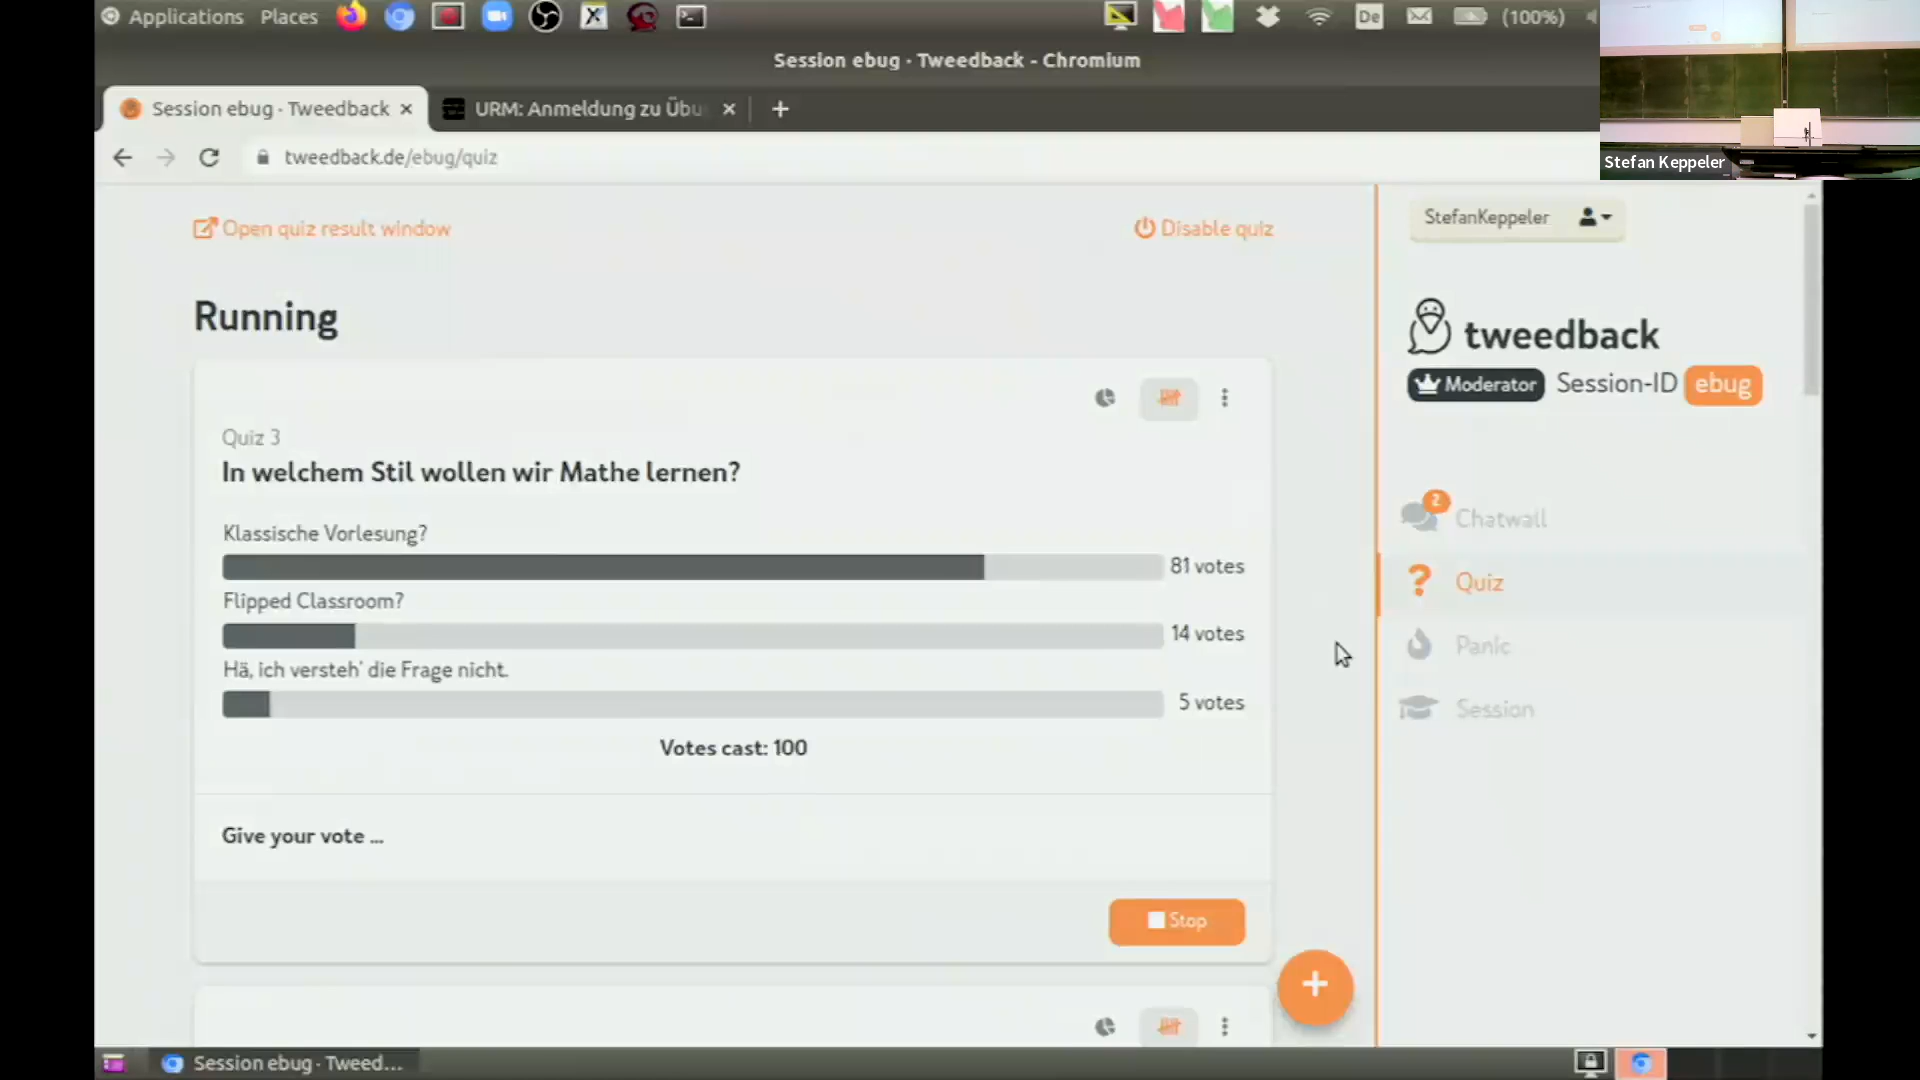 Applications Places
De
(100%)
Session ebug · Tweedback - Chromium
Session ebug · Tweedback
URM: Anmeldung zu Übu
tweedback.de/ebug/quiz
Stefan Keppeler
Open quiz result window
Disable quiz
StefanKeppeler
Running
tweedback
Moderator Session-ID ebug
Quiz 3
In welchem Stil wollen wir Mathe lernen?
Klassische Vorlesung?
81 votes
Flipped Classroom?
14 votes
Hä, ich versteh' die Frage nicht.
5 votes
Votes cast: 100
Give your vote ...
Stop
2
Chatwall
Quiz
Panic
Session
Session ebug · Tweed...